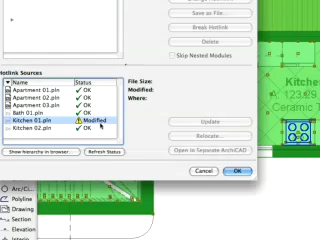 Save as File...
Break Hotlink
Delete
Skip Nested Modules
Hotlink Sources
Name
Status
Apartment 01.pln OK
Apartment 02.pln OK
Apartment 03.pln OK
Bath 01.pln OK
Kitchen 01.pln Modified
Kitchen 02.pln OK
File Size:
Modified:
Where:
Update
Relocate...
Open in Separate ArchiCAD
Show hierarchy in browser...
Refresh Status
Cancel
OK
Kitche
Ceramic T
Arc/Ci...
Polyline
Drawing
Section
Elevation